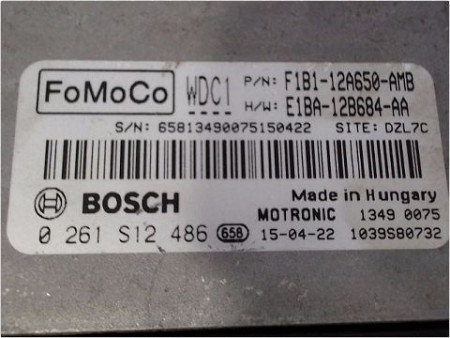 FoMoCo WDC1 P/N: F1B1-12A650-AMB
H/W: E1BA-12B684-AA
S/N: 65813490075150422 SITE: DZL7C
BOSCH Made in Hungary
MOTRONIC 1349 0075
0 261 S12 486 658 15-04-22 1039S80732